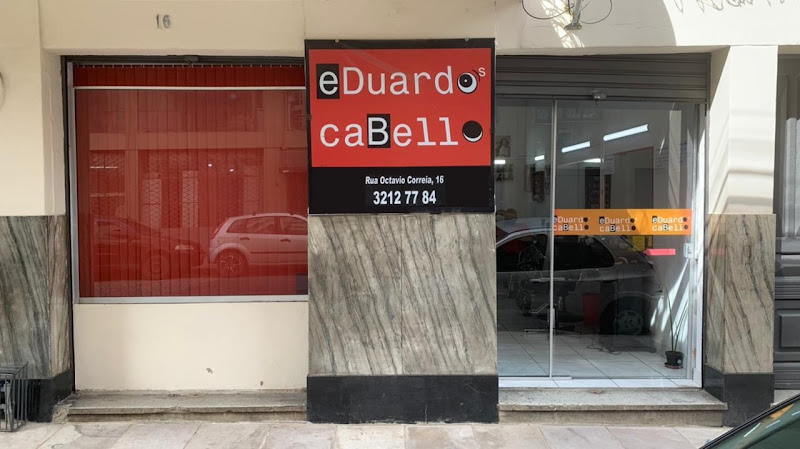 16
eDuardo's
caBello
Rua Octavio Correia, 16
3212 77 84
eDuardo eDuardo eDuardo
caBello caBello caBello